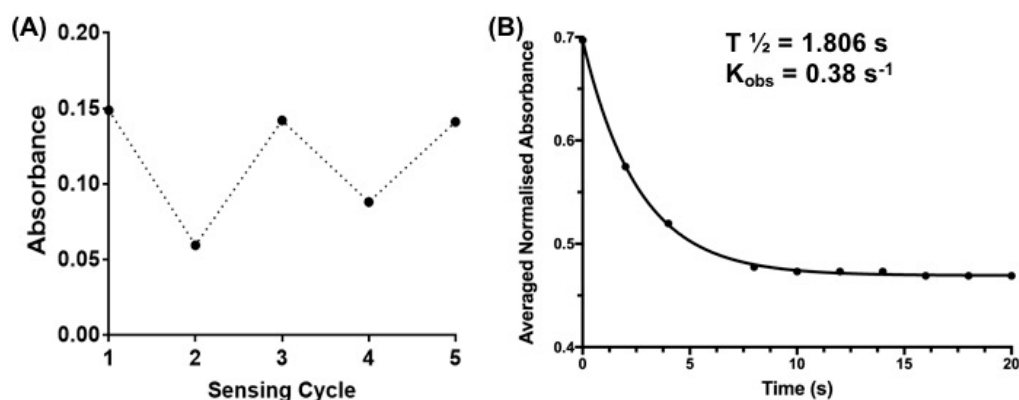 (A)
Absorbance
0.20
0.15
0.10
0.05
0.00
1 2 3 4 5
Sensing Cycle
(B)
T ½ = 1.806 s
K_obs = 0.38 s⁻¹
Averaged Normalised Absorbance
0.7
0.6
0.5
0.4
0 5 10 15 20
Time (s)